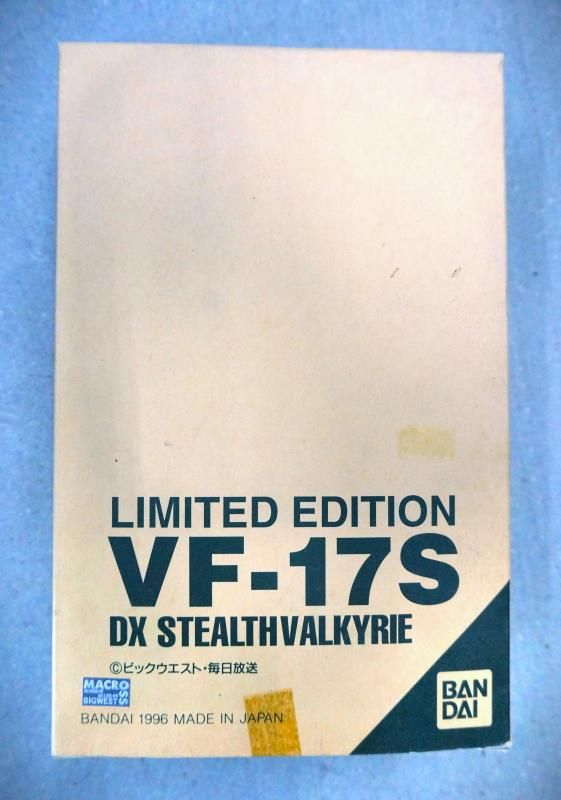 LIMITED EDITION
VF-17S
DX STEALTHVALKYRIE
©ビックウエスト・毎日放送
MACROSS
BIGWEST
BANDAI 1996 MADE IN JAPAN
BAN
DAI